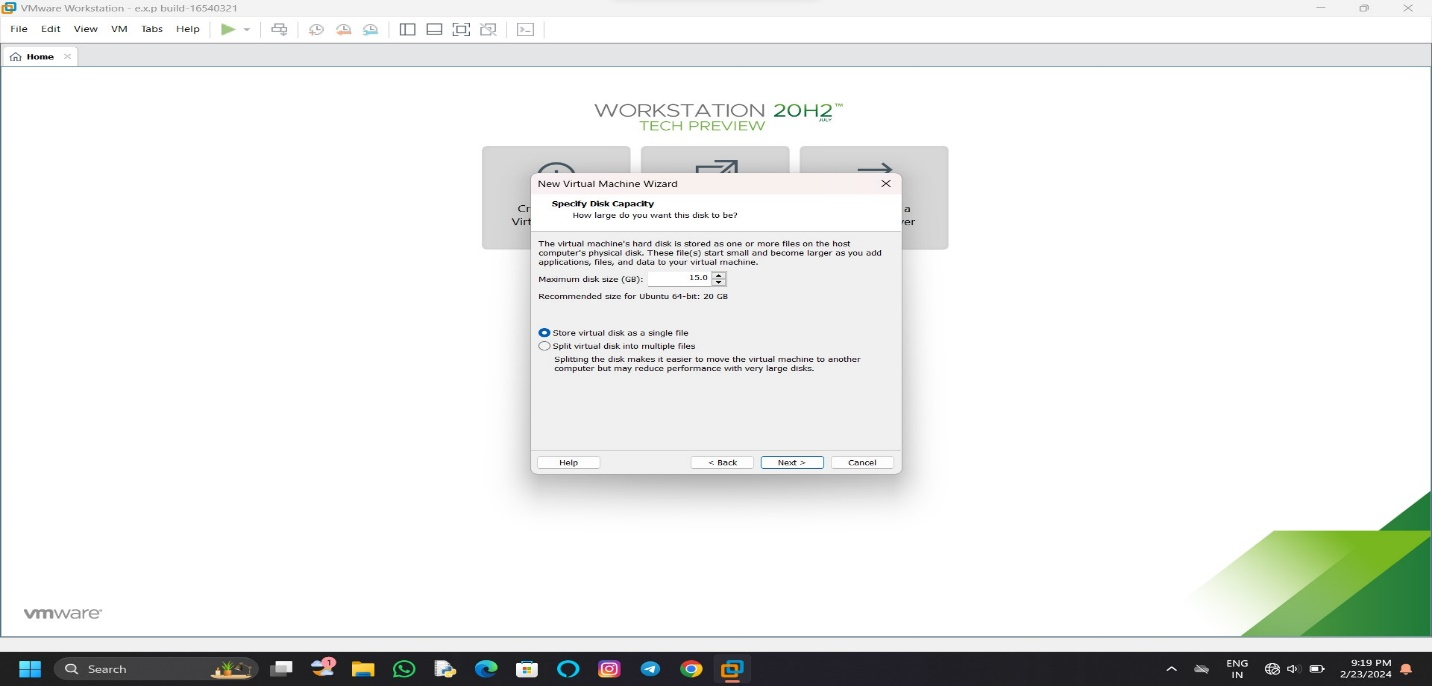 VMware Workstation - e.x.p build-16540321
File Edit View VM Tabs Help
Home
WORKSTATION 20H2™
JULY
TECH PREVIEW
Cr
Virt
a
er
New Virtual Machine Wizard
Specify Disk Capacity
How large do you want this disk to be?
The virtual machine's hard disk is stored as one or more files on the host
computer's physical disk. These file(s) start small and become larger as you add
applications, files, and data to your virtual machine.
Maximum disk size (GB): 15.0
Recommended size for Ubuntu 64-bit: 20 GB
Store virtual disk as a single file
Split virtual disk into multiple files
Splitting the disk makes it easier to move the virtual machine to another
computer but may reduce performance with very large disks.
Help < Back Next > Cancel
vmware®
Search 1 ENG 9:19 PM
IN 2/23/2024